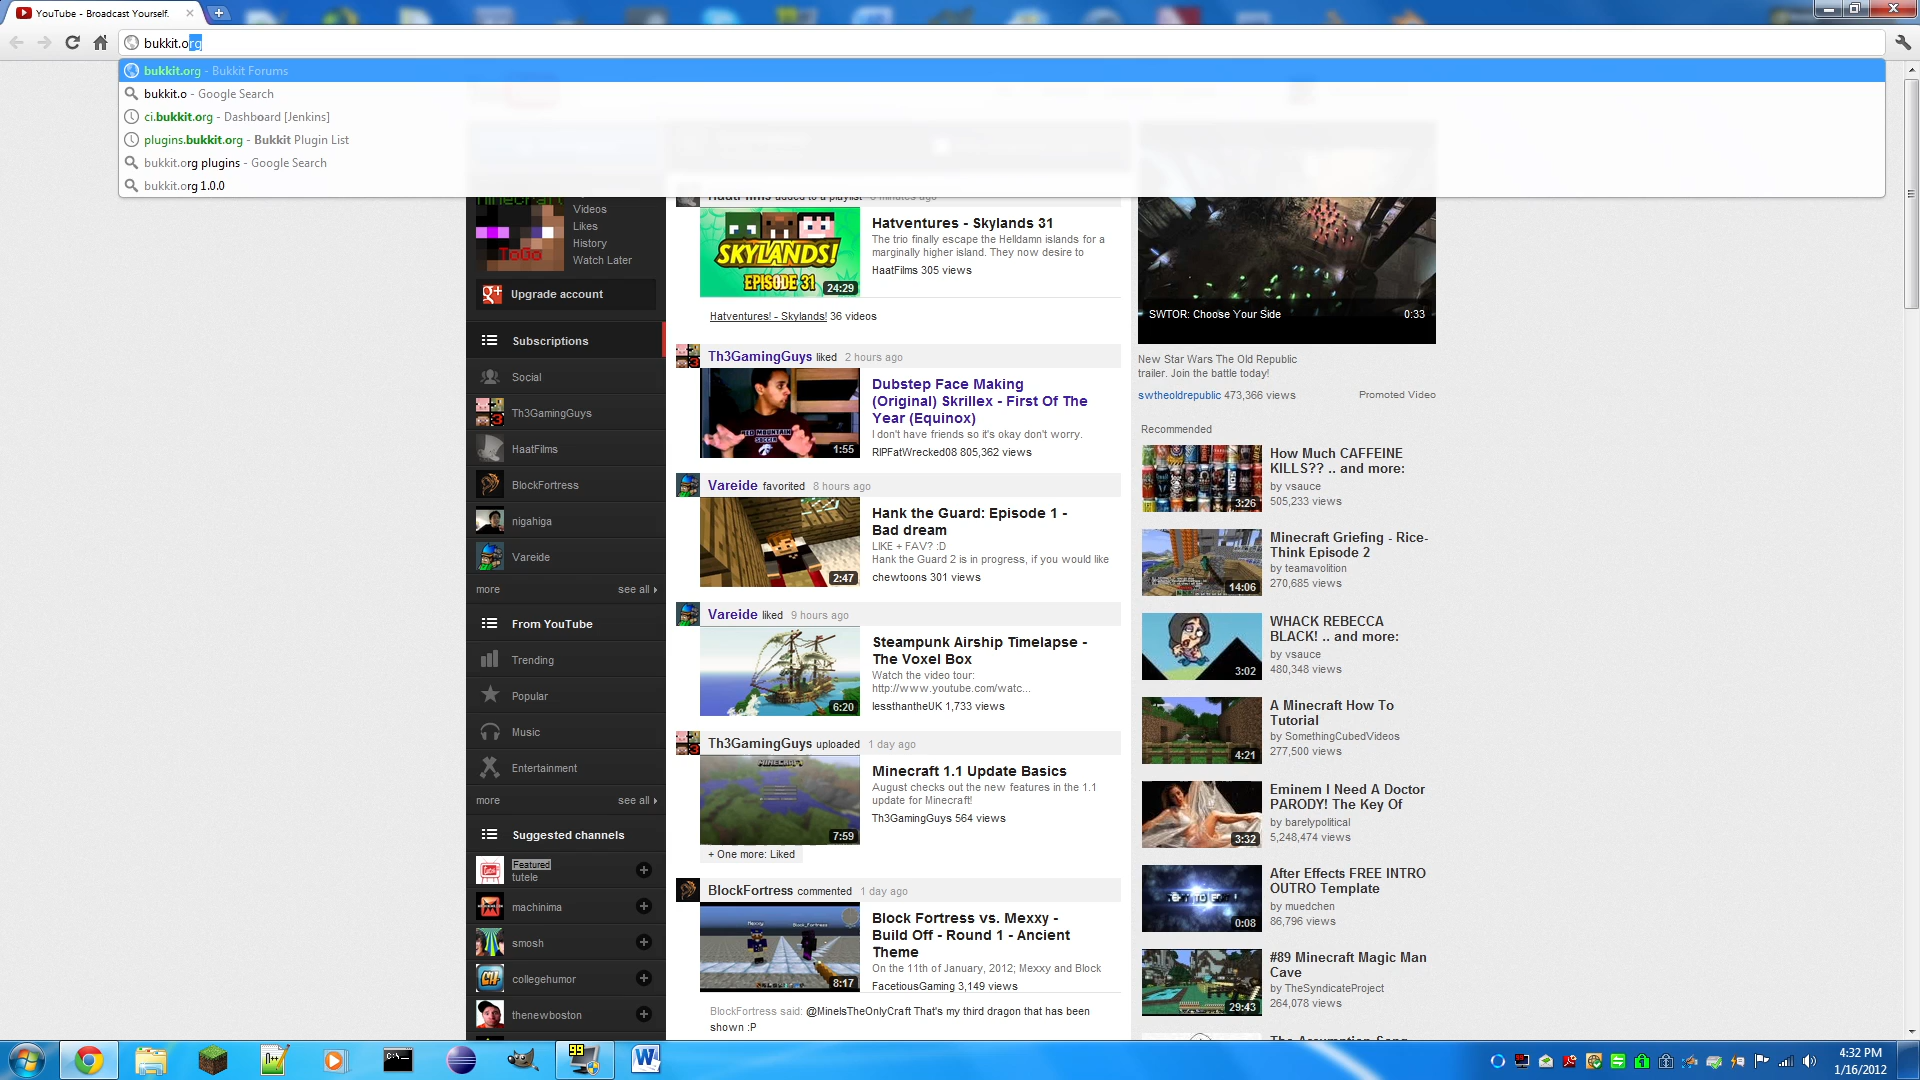 YouTube - Broadcast Yourself.
bukkit.org
bukkit.org - Bukkit Forums
bukkit.o - Google Search
ci.bukkit.org - Dashboard [Jenkins]
plugins.bukkit.org - Bukkit Plugin List
bukkit.org plugins - Google Search
bukkit.org 1.0.0
Videos
Likes
History
Watch Later
ToGo
Upgrade account
Subscriptions
Social
Th3GamingGuys
HaatFilms
BlockFortress
nigahiga
Vareide
more see all
From YouTube
Trending
Popular
Music
Entertainment
more see all
Suggested channels
Featured
tutele
machinima
smosh
collegehumor
thenewboston
SKYLANDS!
EPISODE 31
24:29
Hatventures - Skylands 31
The trio finally escape the Helldamn islands for a
marginally higher island. They now desire to
HaatFilms 305 views
Hatventures! - Skylands! 36 videos
Th3GamingGuys liked 2 hours ago
1:55
Dubstep Face Making
(Original) Skrillex - First Of The
Year (Equinox)
I don't have friends so it's okay don't worry.
RIPFatWrecked08 805,362 views
Vareide favorited 8 hours ago
2:47
Hank the Guard: Episode 1 -
Bad dream
LIKE + FAV? :D
Hank the Guard 2 is in progress, if you would like
chewtoons 301 views
Vareide liked 9 hours ago
6:20
Steampunk Airship Timelapse -
The Voxel Box
Watch the video tour:
http://www.youtube.com/watc...
lessthantheUK 1,733 views
Th3GamingGuys uploaded 1 day ago
7:59
Minecraft 1.1 Update Basics
August checks out the new features in the 1.1
update for Minecraft!
Th3GamingGuys 564 views
+ One more: Liked
BlockFortress commented 1 day ago
8:17
Block Fortress vs. Mexxy -
Build Off - Round 1 - Ancient
Theme
On the 11th of January, 2012; Mexxy and Block
FacetiousGaming 3,149 views
BlockFortress said: @MineIsTheOnlyCraft That's my third dragon that has been
shown :P
SWTOR: Choose Your Side 0:33
New Star Wars The Old Republic
trailer. Join the battle today!
swtheoldrepublic 473,366 views Promoted Video
Recommended
3:26
How Much CAFFEINE
KILLS?? .. and more:
by vsauce
505,233 views
14:06
Minecraft Griefing - Rice-
Think Episode 2
by teamavolition
270,685 views
3:02
WHACK REBECCA
BLACK! .. and more:
by vsauce
480,348 views
4:21
A Minecraft How To
Tutorial
by SomethingCubedVideos
277,500 views
3:32
Eminem I Need A Doctor
PARODY! The Key Of
by barelypolitical
5,248,474 views
0:08
After Effects FREE INTRO
OUTRO Template
by muedchen
86,796 views
29:43
#89 Minecraft Magic Man
Cave
by TheSyndicateProject
264,078 views
4:32 PM
1/16/2012